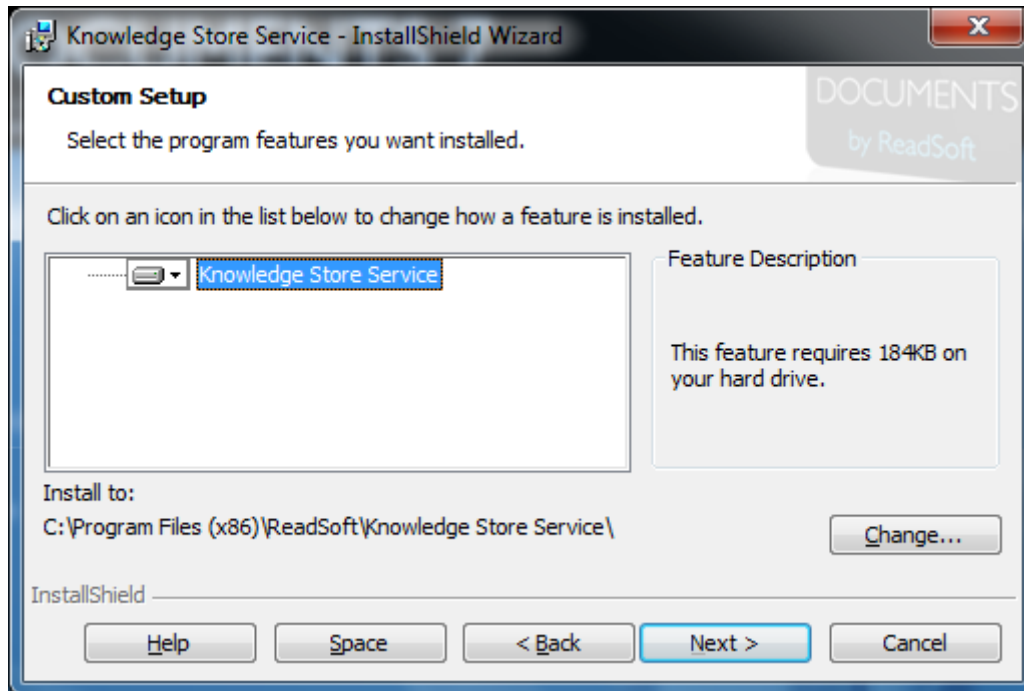 Knowledge Store Service - InstallShield Wizard
Custom Setup
Select the program features you want installed.
DOCUMENTS
by ReadSoft
Click on an icon in the list below to change how a feature is installed.
Knowledge Store Service
Feature Description
This feature requires 184KB on
your hard drive.
Install to:
C:\Program Files (x86)\ReadSoft\Knowledge Store Service\
Change...
InstallShield
Help Space < Back Next > Cancel